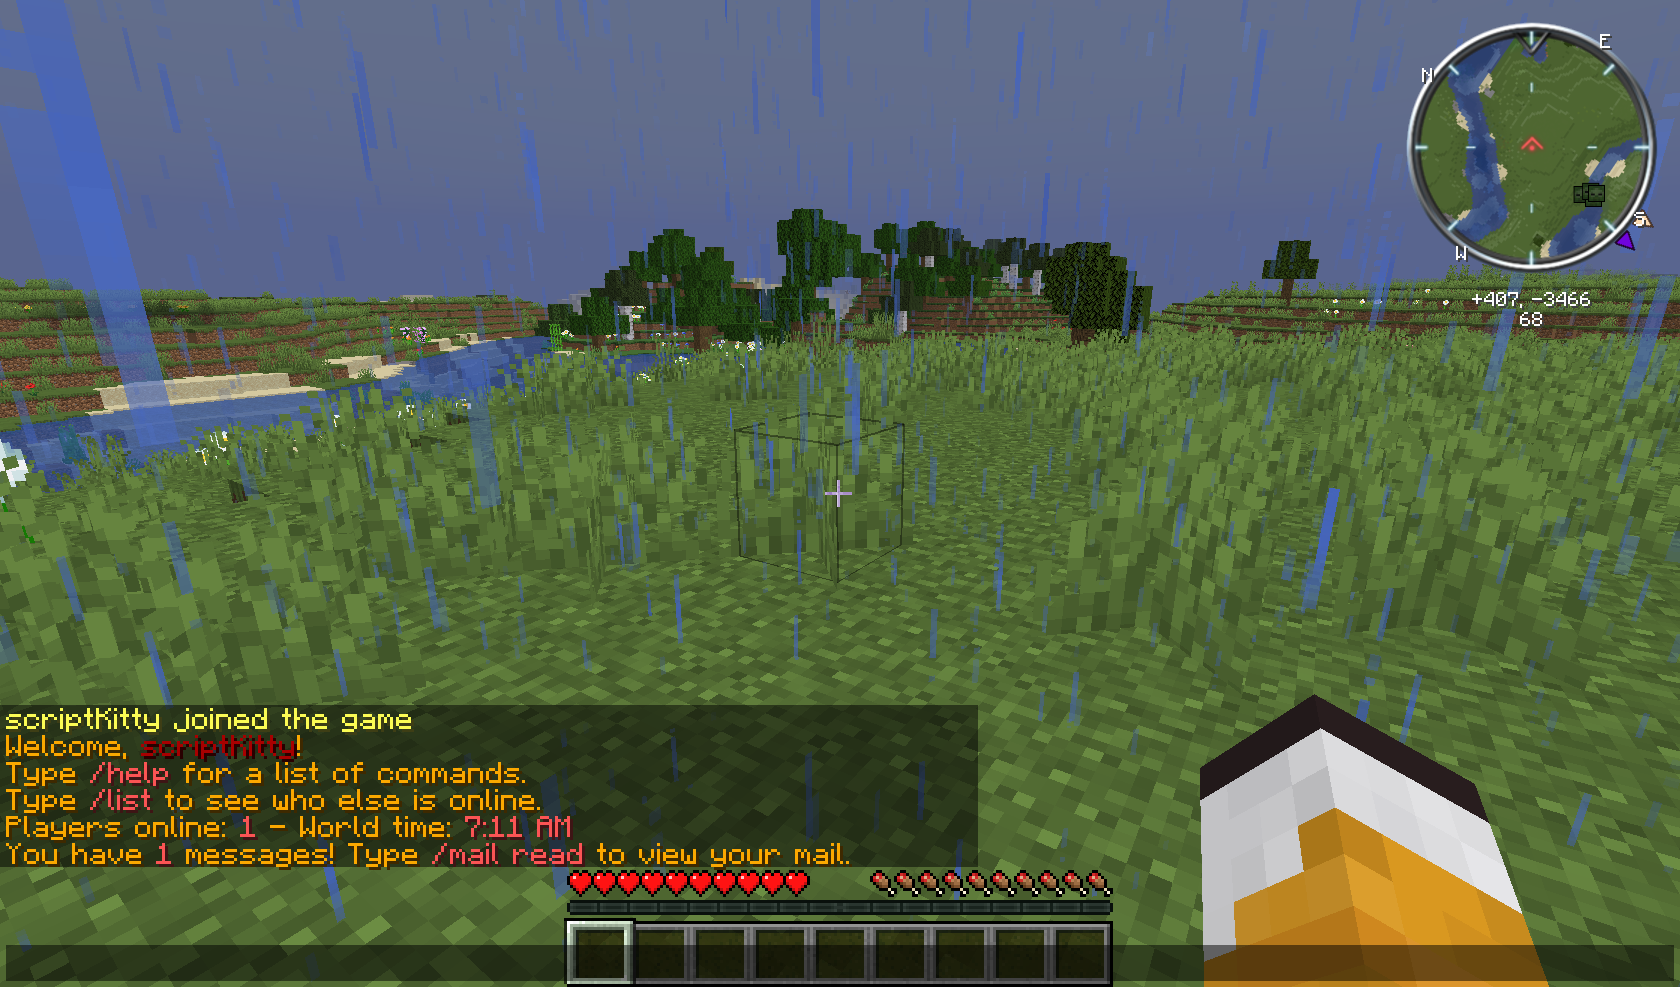 N
E
W
+407, -3466
68
scriptKitty joined the game
Welcome, scriptKitty!
Type /help for a list of commands.
Type /list to see who else is online.
Players online: 1 - World time: 7:11 AM
You have 1 messages! Type /mail read to view your mail.